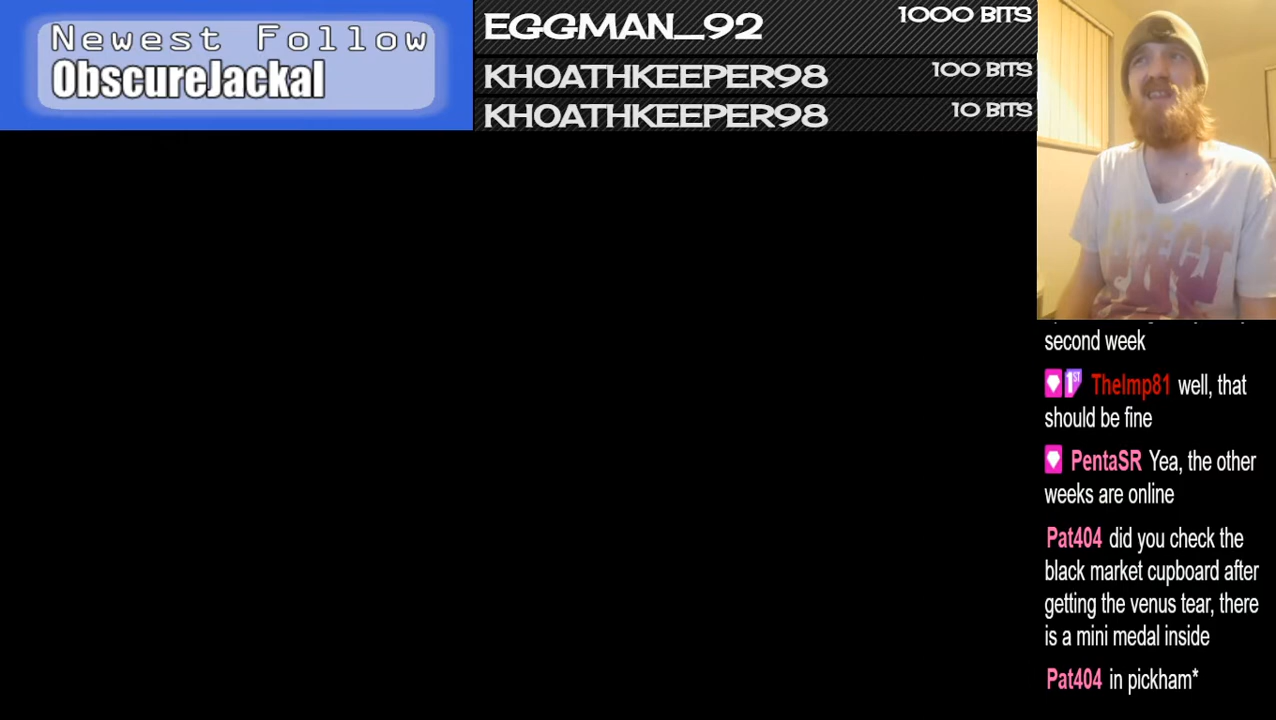 Newest Follow
ObscureJackal
EGGMAN_92 1000 BITS
KHOATHKEEPER98 100 BITS
KHOATHKEEPER98 10 BITS
second week
TheImp81 well, that
should be fine
PentaSR Yea, the other
weeks are online
Pat404 did you check the
black market cupboard after
getting the venus tear, there
is a mini medal inside
Pat404 in pickham*